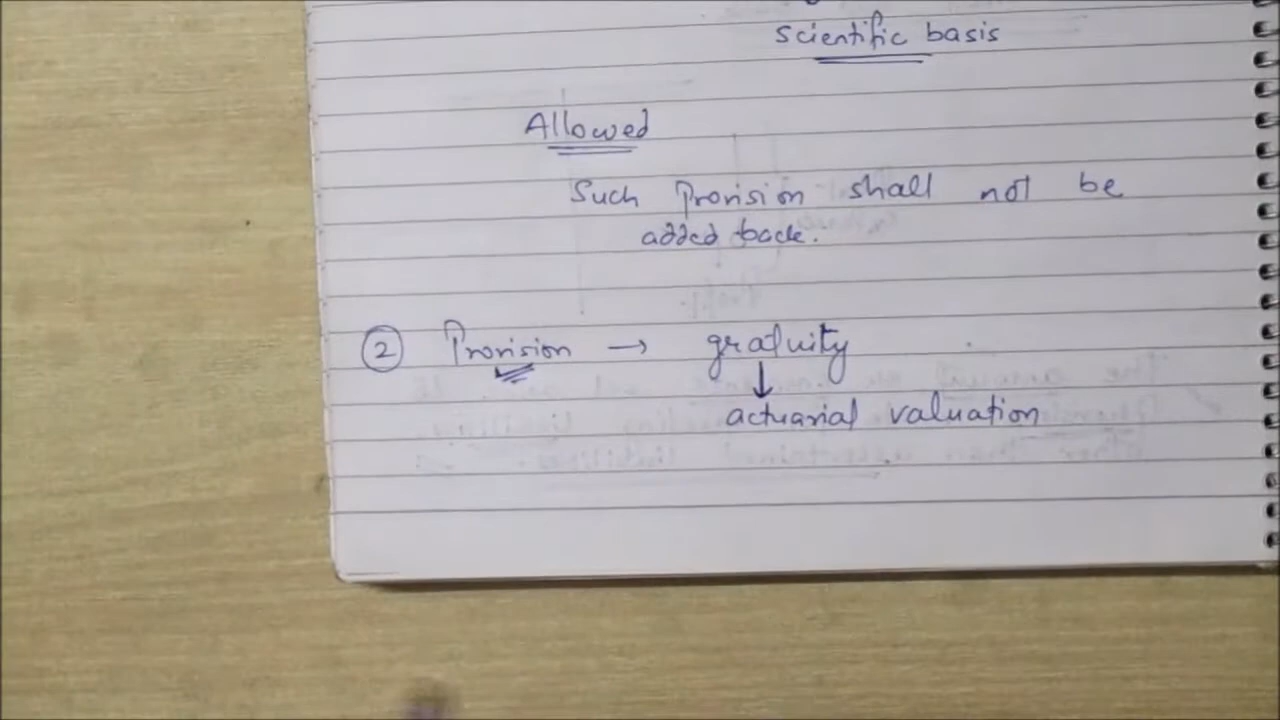 scientific basis
Allowed
Such Provision shall not be
added back.
2 Provision → gratuity
↓
actuarial valuation